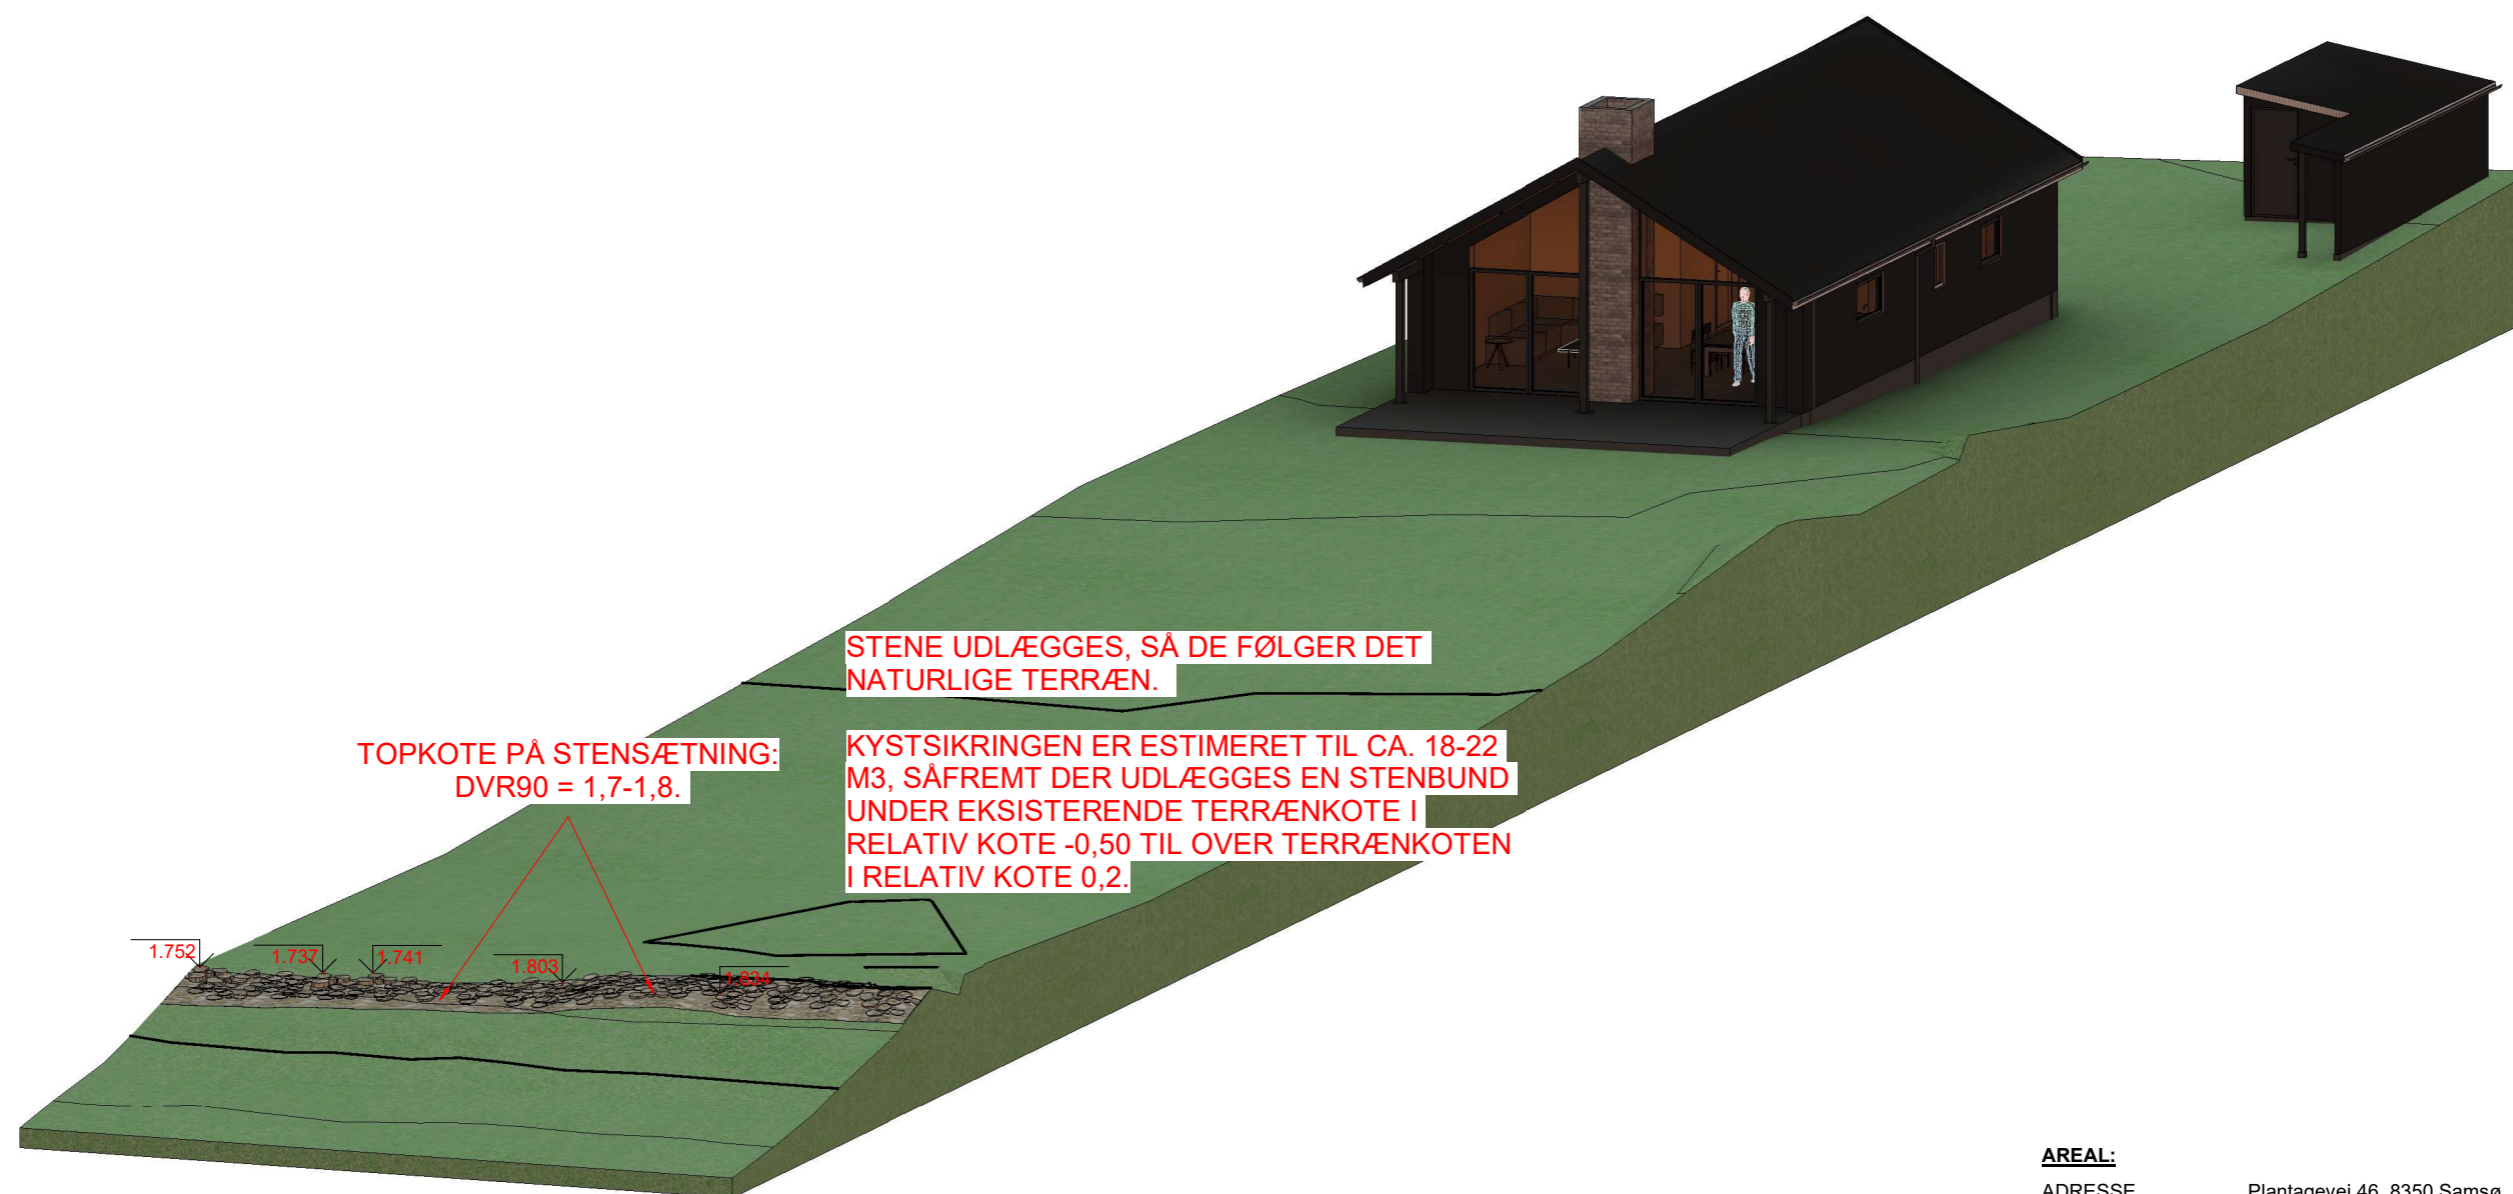 STENE UDLÆGGES, SÅ DE FØLGER DET
NATURLIGE TERRÆN.
TOPKOTE PÅ STENSÆTNING:
DVR90 = 1,7-1,8.
KYSTSIKRINGEN ER ESTIMERET TIL CA. 18-22
M3, SÅFREMT DER UDLÆGGES EN STENBUND
UNDER EKSISTERENDE TERRÆNKOTE I
RELATIV KOTE -0,50 TIL OVER TERRÆNKOTEN
I RELATIV KOTE 0,2.
1.752
1.737
1.741
1.803
1.834
AREAL:
ADRESSE Plantagevej 46, 8350 Samsø